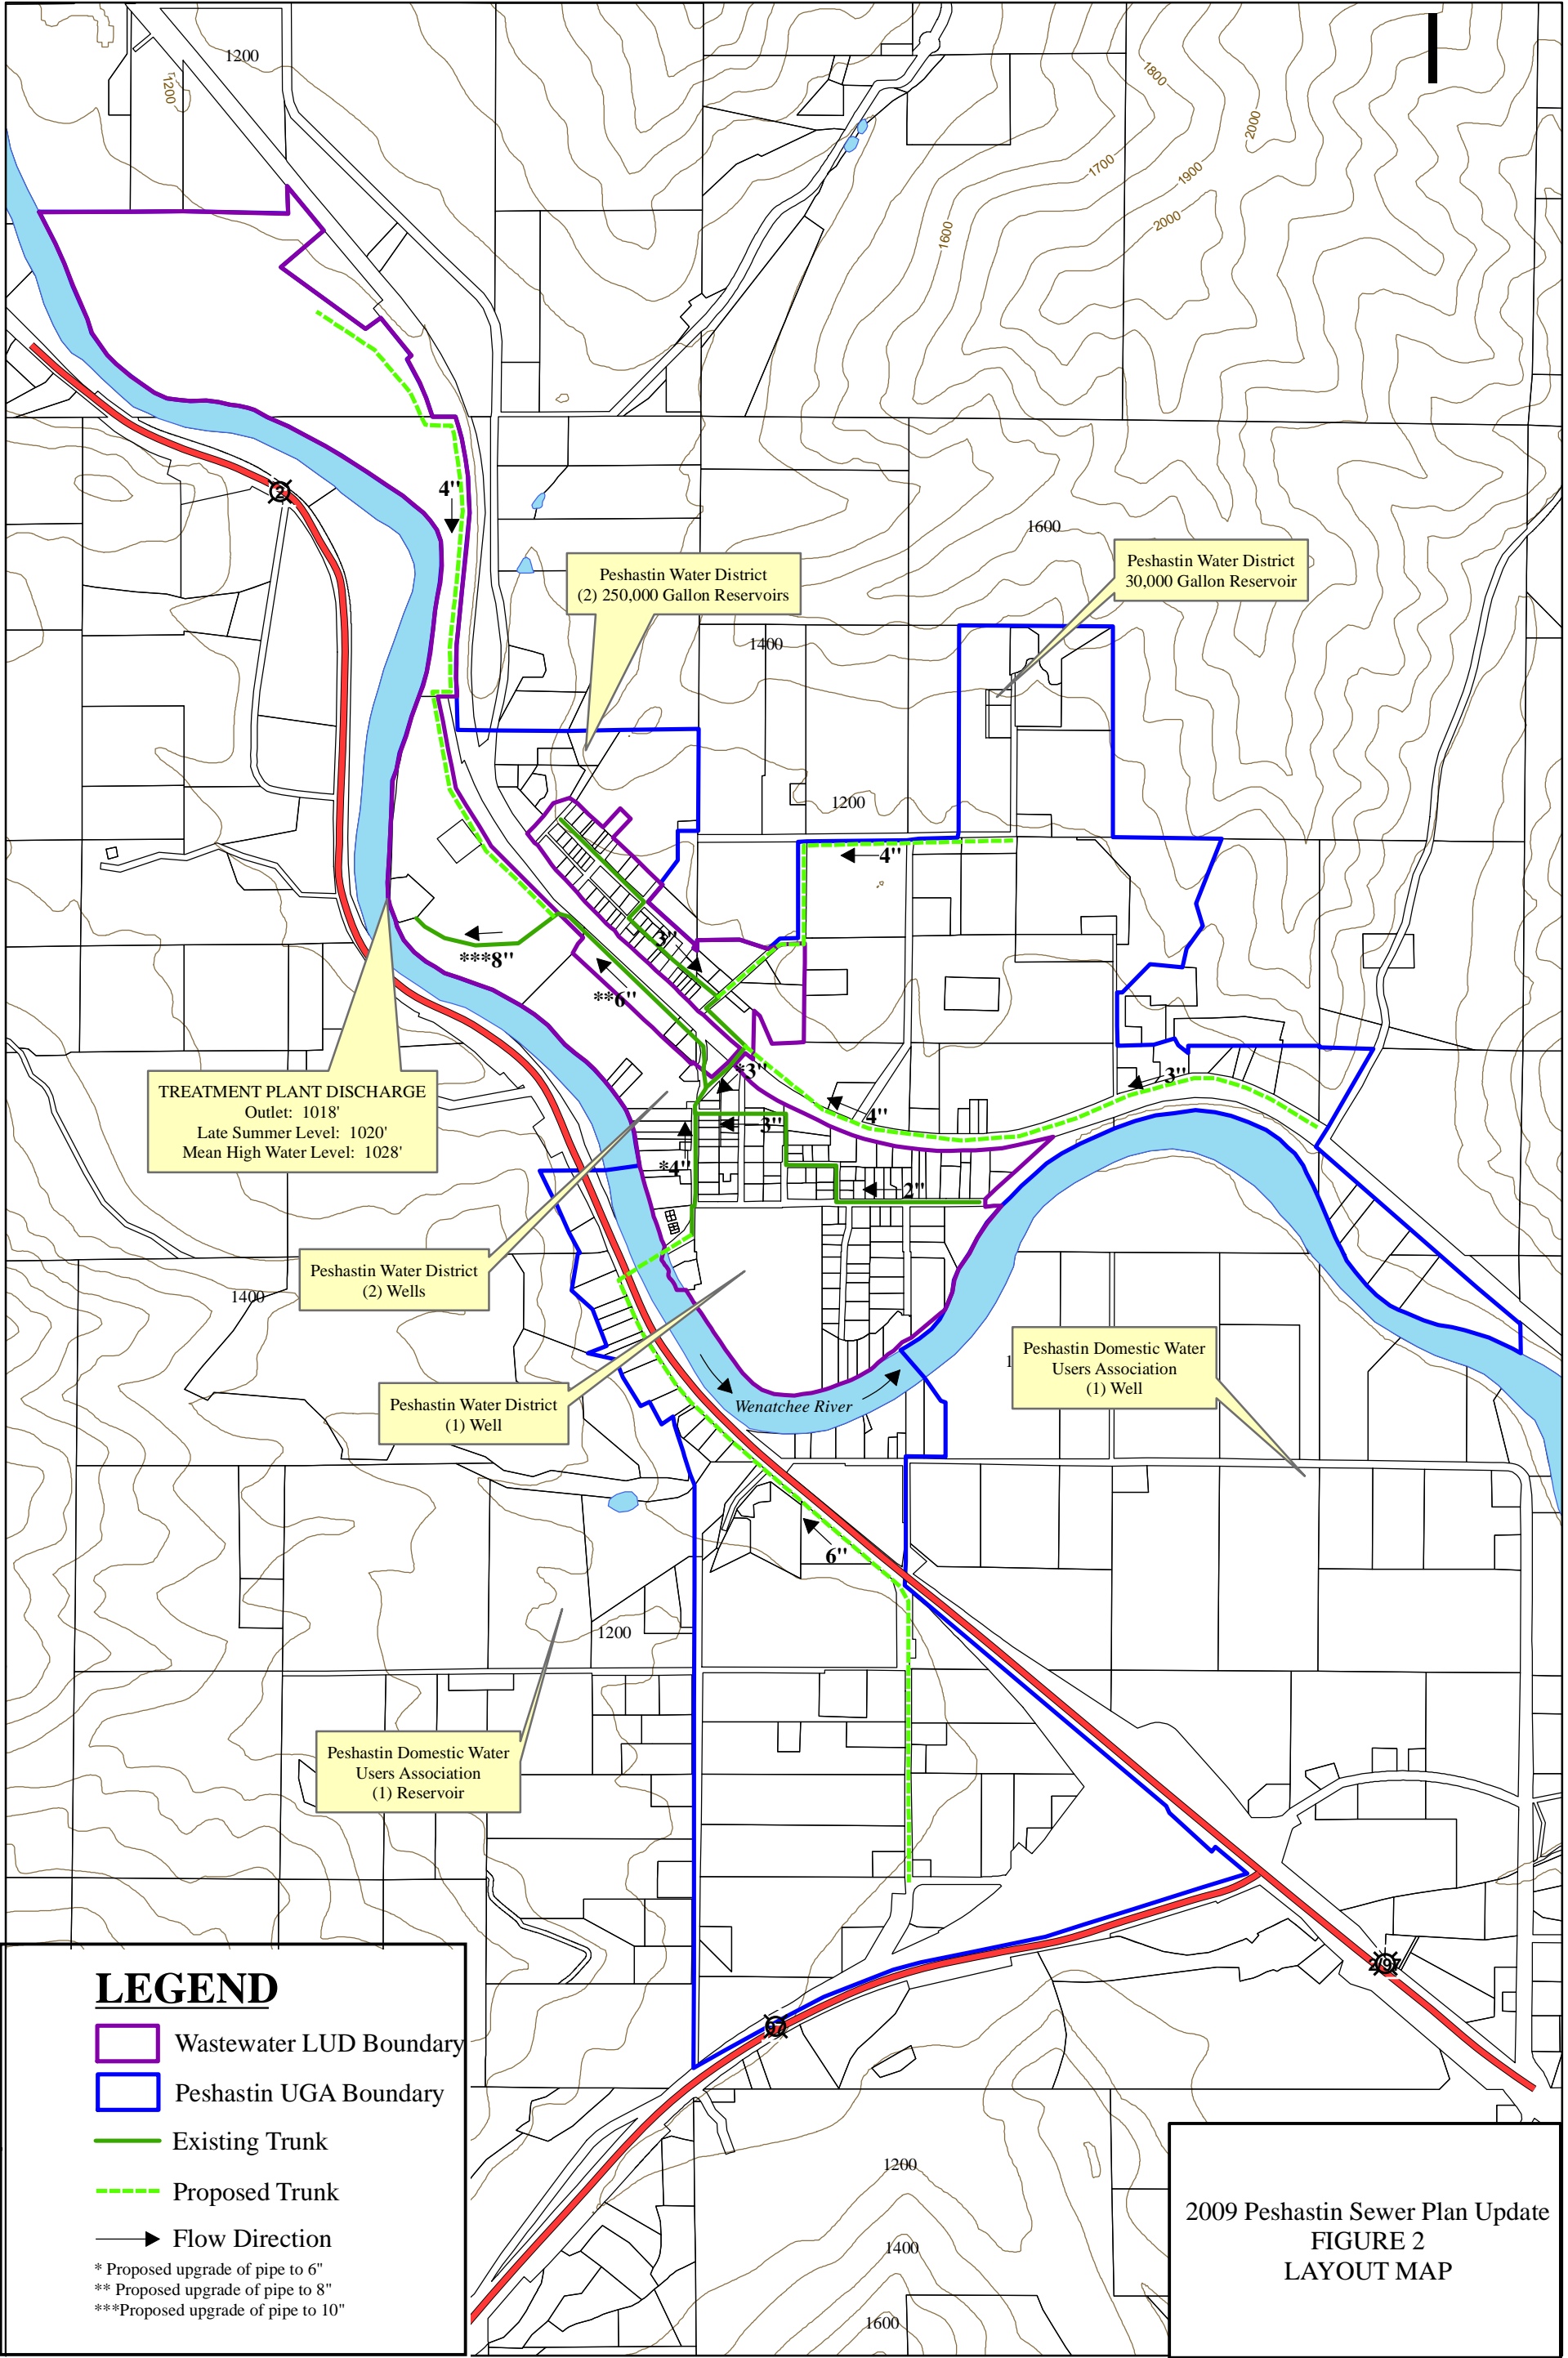 1200
1200
1800
2000
1700
1900
2000
1600
2
4"
1600
Peshastin Water District
(2) 250,000 Gallon Reservoirs
Peshastin Water District
30,000 Gallon Reservoir
1400
1200
4"
3"
***8"
**6"
*3"
3"
4"
3"
*4"
2"
TREATMENT PLANT DISCHARGE
Outlet: 1018'
Late Summer Level: 1020'
Mean High Water Level: 1028'
Peshastin Water District
(2) Wells
1400
Peshastin Water District
(1) Well
Wenatchee River
Peshastin Domestic Water
Users Association
(1) Well
6"
1200
Peshastin Domestic Water
Users Association
(1) Reservoir
2/97
97
LEGEND
Wastewater LUD Boundary
Peshastin UGA Boundary
Existing Trunk
Proposed Trunk
Flow Direction
* Proposed upgrade of pipe to 6"
** Proposed upgrade of pipe to 8"
***Proposed upgrade of pipe to 10"
1200
1400
1600
2009 Peshastin Sewer Plan Update
FIGURE 2
LAYOUT MAP